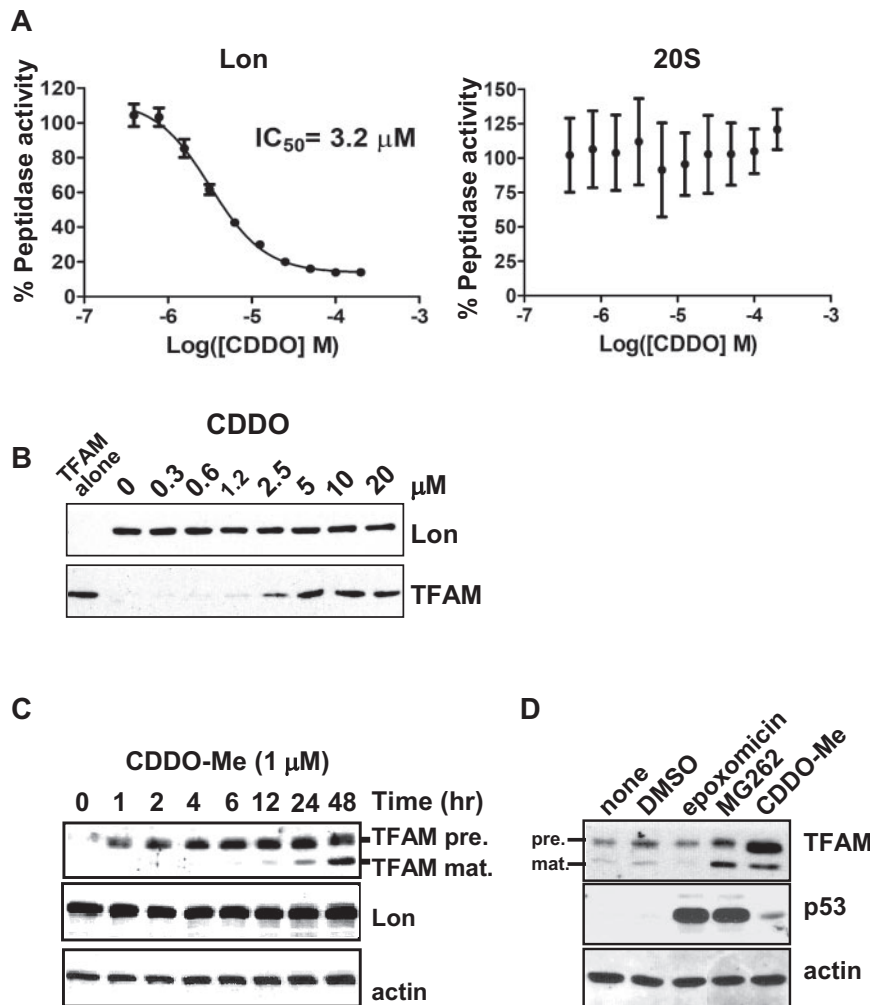 A
Lon
120
100
80
60
40
20
0
% Peptidase activity
IC50= 3.2 µM
-7 -6 -5 -4 -3
Log([CDDO] M)
20S
150
125
100
75
50
25
0
% Peptidase activity
-7 -6 -5 -4 -3
Log([CDDO] M)
B
CDDO
TFAM alone 0 0.3 0.6 1.2 2.5 5 10 20 µM
Lon
TFAM
C
CDDO-Me (1 µM)
0 1 2 4 6 12 24 48 Time (hr)
TFAM pre.
TFAM mat.
Lon
actin
D
none DMSO epoxomicin MG262 CDDO-Me
pre.
mat.
TFAM
p53
actin